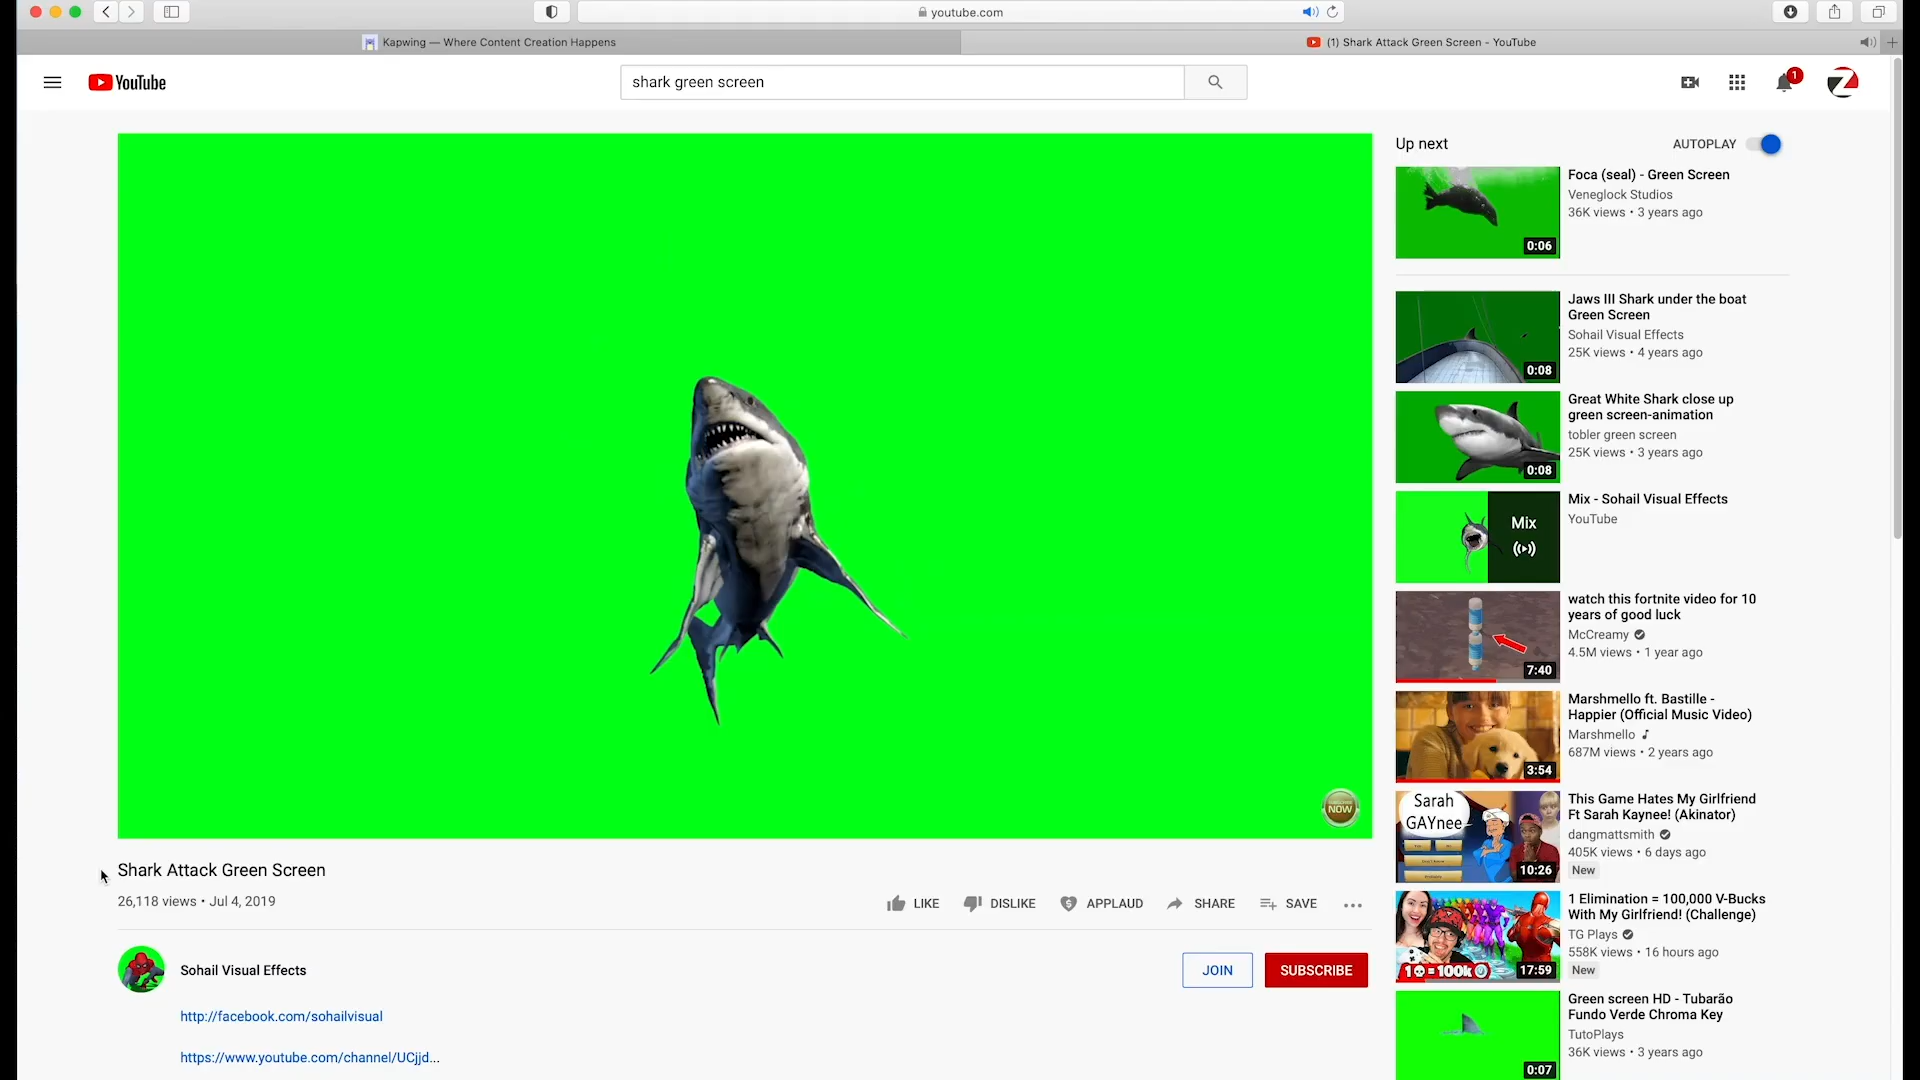 youtube.com
Kapwing — Where Content Creation Happens
(1) Shark Attack Green Screen - YouTube
YouTube
shark green screen
1
Up next
AUTOPLAY
Foca (seal) - Green Screen
Veneglock Studios
36K views • 3 years ago
0:06
Jaws III Shark under the boat
Green Screen
Sohail Visual Effects
25K views • 4 years ago
0:08
Great White Shark close up
green screen-animation
tobler green screen
25K views • 3 years ago
0:08
Mix - Sohail Visual Effects
YouTube
Mix
watch this fortnite video for 10
years of good luck
McCreamy
4.5M views • 1 year ago
7:40
Marshmello ft. Bastille -
Happier (Official Music Video)
Marshmello
687M views • 2 years ago
3:54
This Game Hates My Girlfriend
Ft Sarah Kaynee! (Akinator)
dangmattsmith
405K views • 6 days ago
New
Sarah
GAYnee
10:26
1 Elimination = 100,000 V-Bucks
With My Girlfriend! (Challenge)
TG Plays
558K views • 16 hours ago
New
1 = 100k
17:59
Green screen HD - Tubarão
Fundo Verde Chroma Key
TutoPlays
36K views • 3 years ago
0:07
NOW
Shark Attack Green Screen
26,118 views • Jul 4, 2019
LIKE
DISLIKE
APPLAUD
SHARE
SAVE
Sohail Visual Effects
JOIN
SUBSCRIBE
http://facebook.com/sohailvisual
https://www.youtube.com/channel/UCjjd...